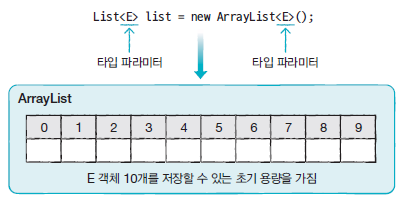 List<E> list = new ArrayList<E>();
타입 파라미터 타입 파라미터
ArrayList
0 1 2 3 4 5 6 7 8 9
E 객체 10개를 저장할 수 있는 초기 용량을 가짐